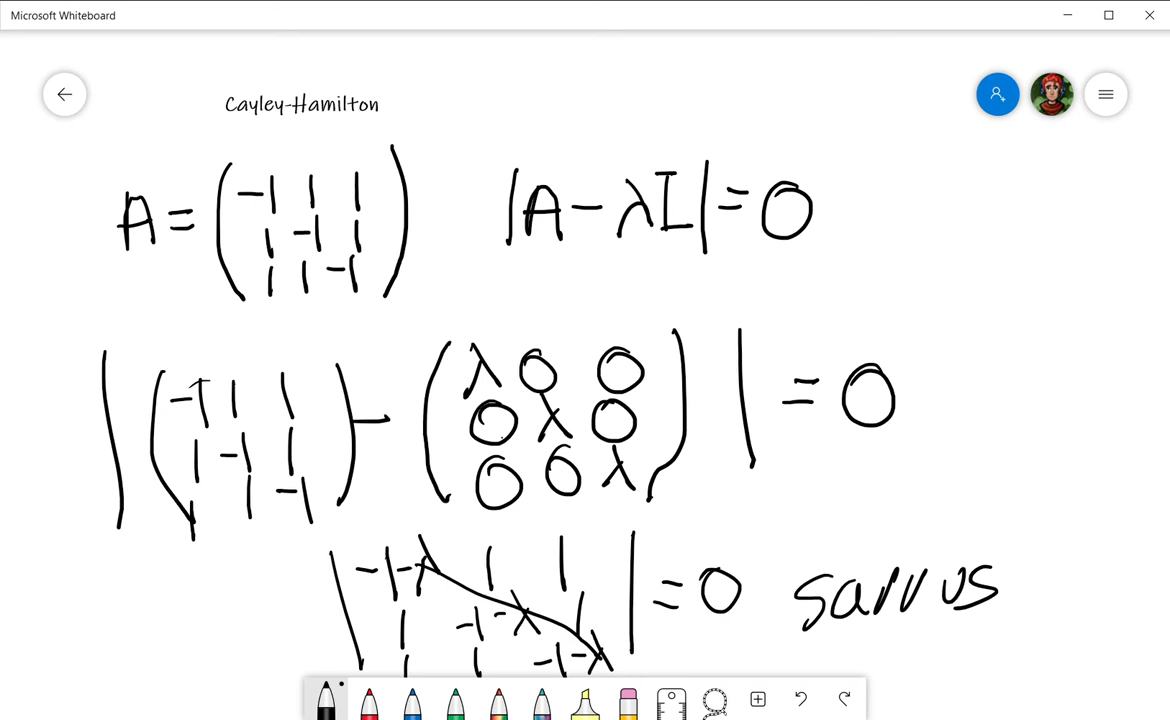 Microsoft Whiteboard
Cayley-Hamilton
A = ( -1 1 1
1 -1 1
1 1 -1 )
|A - λI| = 0
| ( -1 1 1
1 -1 1
1 1 -1 ) - ( λ 0 0
0 λ 0
0 0 λ ) | = 0
| -1-λ 1 1
1 -1-λ 1
1 1 -1-λ | = 0 sarrus